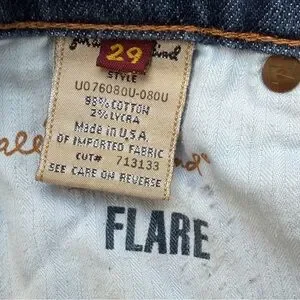 29
STYLE
U076080U-080U
98% COTTON
2% LYCRA
Made in U.S.A.
OF IMPORTED FABRIC
CUT# 713133
SEE CARE ON REVERSE
FLARE